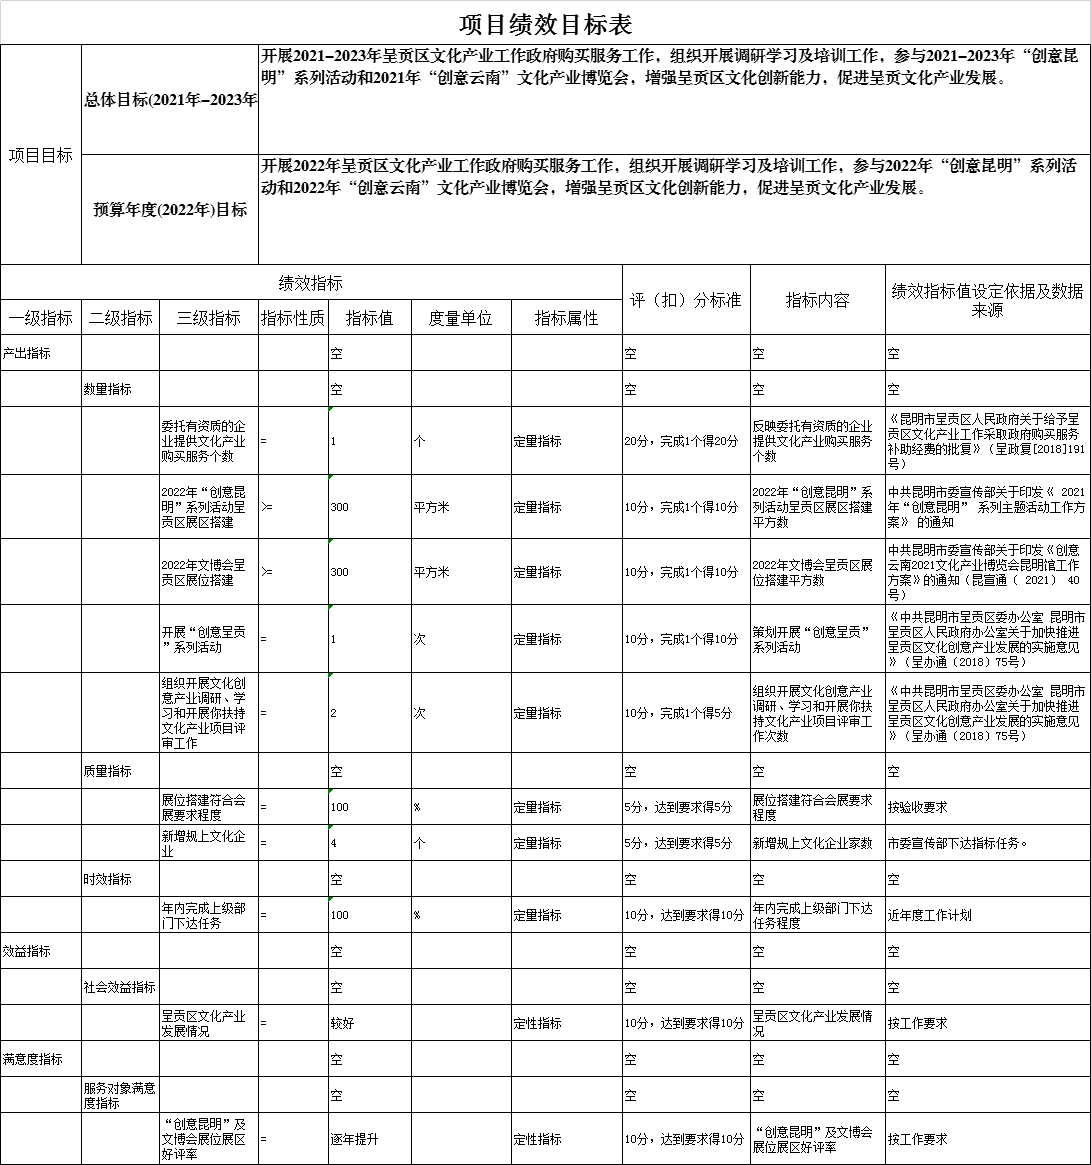 项目绩效目标表
项目目标
总体目标(2021年-2023年
开展2021-2023年呈贡区文化产业工作政府购买服务工作，组织开展调研学习及培训工作，参与2021-2023年“创意昆
明”系列活动和2021年“创意云南”文化产业博览会，增强呈贡区文化创新能力，促进呈贡文化产业发展。
预算年度(2022年)目标
开展2022年呈贡区文化产业工作政府购买服务工作，组织开展调研学习及培训工作，参与2022年“创意昆明”系列活
动和2022年“创意云南”文化产业博览会，增强呈贡区文化创新能力，促进呈贡文化产业发展。
绩效指标
评（扣）分标准
指标内容
绩效指标值设定依据及数据
来源
一级指标 二级指标 三级指标 指标性质 指标值 度量单位 指标属性
产出指标 空 空 空 空
数量指标 空 空 空 空
委托有资质的企
业提供文化产业
购买服务个数
= 1 个 定量指标 20分，完成1个得20分
反映委托有资质的企业
提供文化产业购买服务
个数
《昆明市呈贡区人民政府关于给予呈
贡区文化产业工作采取政府购买服务
补助经费的批复》（呈政复[2018]191
号）
2022年“创意昆
明”系列活动呈
贡区展区搭建
>= 300 平方米 定量指标 10分，完成1个得10分
2022年“创意昆明”系
列活动呈贡区展区搭建
平方数
中共昆明市委宣传部关于印发《 2021
年“创意昆明” 系列主题活动工作方
案》 的通知
2022年文博会呈
贡区展位搭建
>= 300 平方米 定量指标 10分，完成1个得10分
2022年文博会呈贡区展
位搭建平方数
中共昆明市委宣传部关于印发《创意
云南2021文化产业博览会昆明馆工作
方案》的通知（昆宣通（ 2021） 40
号）
开展“创意呈贡
”系列活动
= 1 次 定量指标 10分，完成1个得10分
策划开展“创意呈贡”
系列活动
《中共昆明市呈贡区委办公室 昆明市
呈贡区人民政府办公室关于加快推进
呈贡区文化创意产业发展的实施意见
》（呈办通（2018）75号）
组织开展文化创
意产业调研、学
习和开展你扶持
文化产业项目评
审工作
= 2 次 定量指标 10分，完成1个得5分
组织开展文化创意产业
调研、学习和开展你扶
持文化产业项目评审工
作次数
《中共昆明市呈贡区委办公室 昆明市
呈贡区人民政府办公室关于加快推进
呈贡区文化创意产业发展的实施意见
》（呈办通（2018）75号）
质量指标 空 空 空 空
展位搭建符合会
展要求程度
= 100 % 定量指标 5分，达到要求得5分
展位搭建符合会展要求
程度
按验收要求
新增规上文化企
业
= 4 个 定量指标 5分，达到要求得5分 新增规上文化企业家数 市委宣传部下达指标任务。
时效指标 空 空 空 空
年内完成上级部
门下达任务
= 100 % 定量指标 10分，达到要求得10分
年内完成上级部门下达
任务程度
近年度工作计划
效益指标 空 空 空 空
社会效益指标 空 空 空 空
呈贡区文化产业
发展情况
= 较好 定性指标 10分，达到要求得10分
呈贡区文化产业发展情
况
按工作要求
满意度指标 空 空 空 空
服务对象满意
度指标
空 空 空 空
“创意昆明”及
文博会展位展区
好评率
= 逐年提升 定性指标 10分，达到要求得10分
“创意昆明”及文博会
展位展区好评率
按工作要求